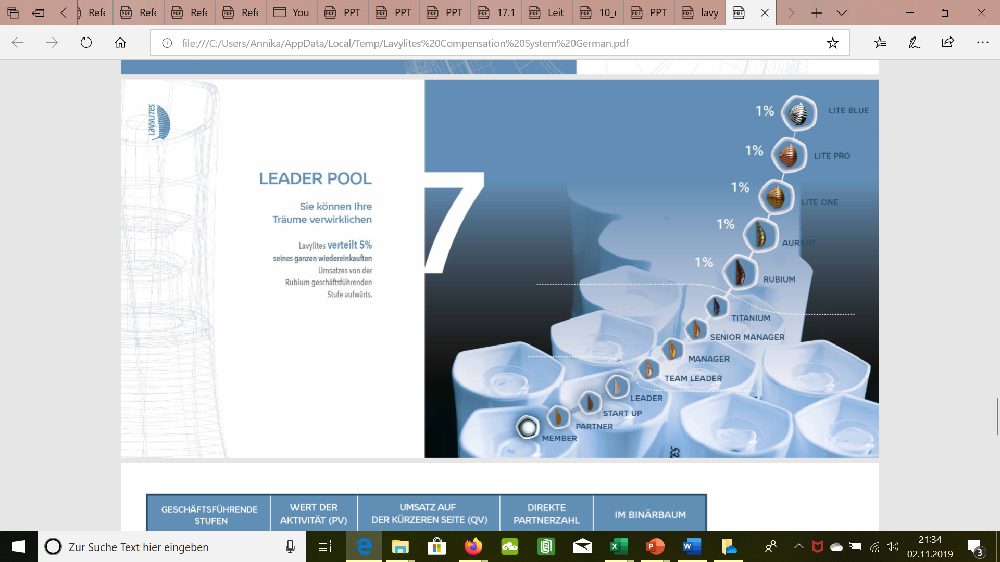 Refe
Refe
Refe
Refe
You
PPT
PPT
PPT
17.1
Leit
10_
PPT
lavy
file:///C:/Users/Annika/AppData/Local/Temp/Lavylites%20Compensation%20System%20German.pdf
LAVYLITES
LEADER POOL
Sie können Ihre
Träume verwirklichen
Lavylites verteilt 5%
seines ganzen wiedereinkauften
Umsatzes von der
Rubium geschäftsführenden
Stufe aufwärts.
7
1% LITE BLUE
1% LITE PRO
1% LITE ONE
1% AURIUM
1% RUBIUM
TITANIUM
SENIOR MANAGER
MANAGER
TEAM LEADER
LEADER
START UP
PARTNER
MEMBER
GESCHÄFTSFÜHRENDE
STUFEN
WERT DER
AKTIVITÄT (PV)
UMSATZ AUF
DER KÜRZEREN SEITE (QV)
DIREKTE
PARTNERZAHL
IM BINÄRBAUM
Zur Suche Text hier eingeben
21:34
02.11.2019
3